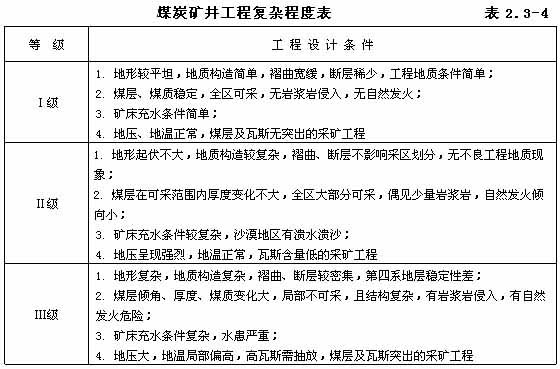 煤炭矿井工程复杂程度表 表 2.3-4
等 级 工 程 设 计 条 件
Ⅰ级
1. 地形较平坦，地质构造简单，褶曲宽缓，断层稀少，工程地质条件简单；
2. 煤层、煤质稳定，全区可采，无岩浆岩侵入，无自然发火；
3. 矿床充水条件简单；
4. 地压、地温正常，煤层及瓦斯无突出的采矿工程
Ⅱ级
1. 地形起伏不大，地质构造较复杂，褶曲、断层不影响采区划分，无不良工程地质现
象；
2. 煤层在可采范围内厚度变化不大，全区大部分可采，偶见少量岩浆岩，自然发火倾
向小；
3. 矿床充水条件较复杂，沙漠地区有溃水溃沙；
4. 地压呈现强烈，地温正常，瓦斯含量低的采矿工程
Ⅲ级
1. 地形复杂，地质构造复杂，褶曲、断层较密集，第四系地层稳定性差；
2. 煤层倾角、厚度、煤质变化大，局部不可采，且结构复杂，有岩浆岩侵入，有自然
发火危险；
3. 矿床充水条件复杂，水患严重；
4. 地压大，地温局部偏高，高瓦斯需抽放，煤层及瓦斯突出的采矿工程